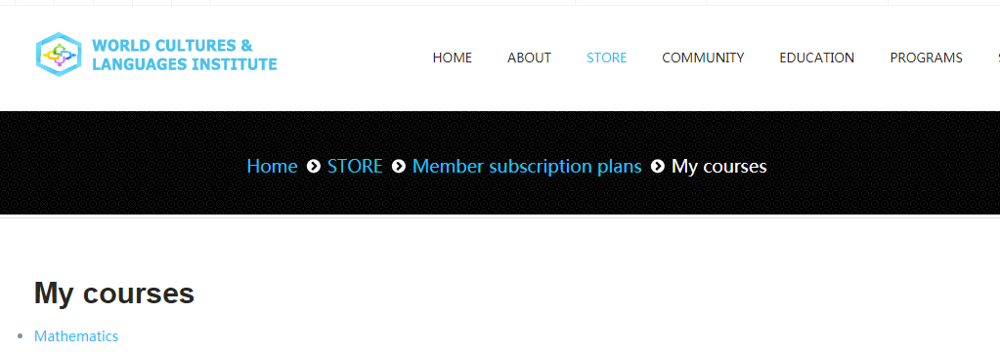 WORLD CULTURES &
LANGUAGES INSTITUTE
HOME ABOUT STORE COMMUNITY EDUCATION PROGRAMS
Home STORE Member subscription plans My courses
My courses
Mathematics